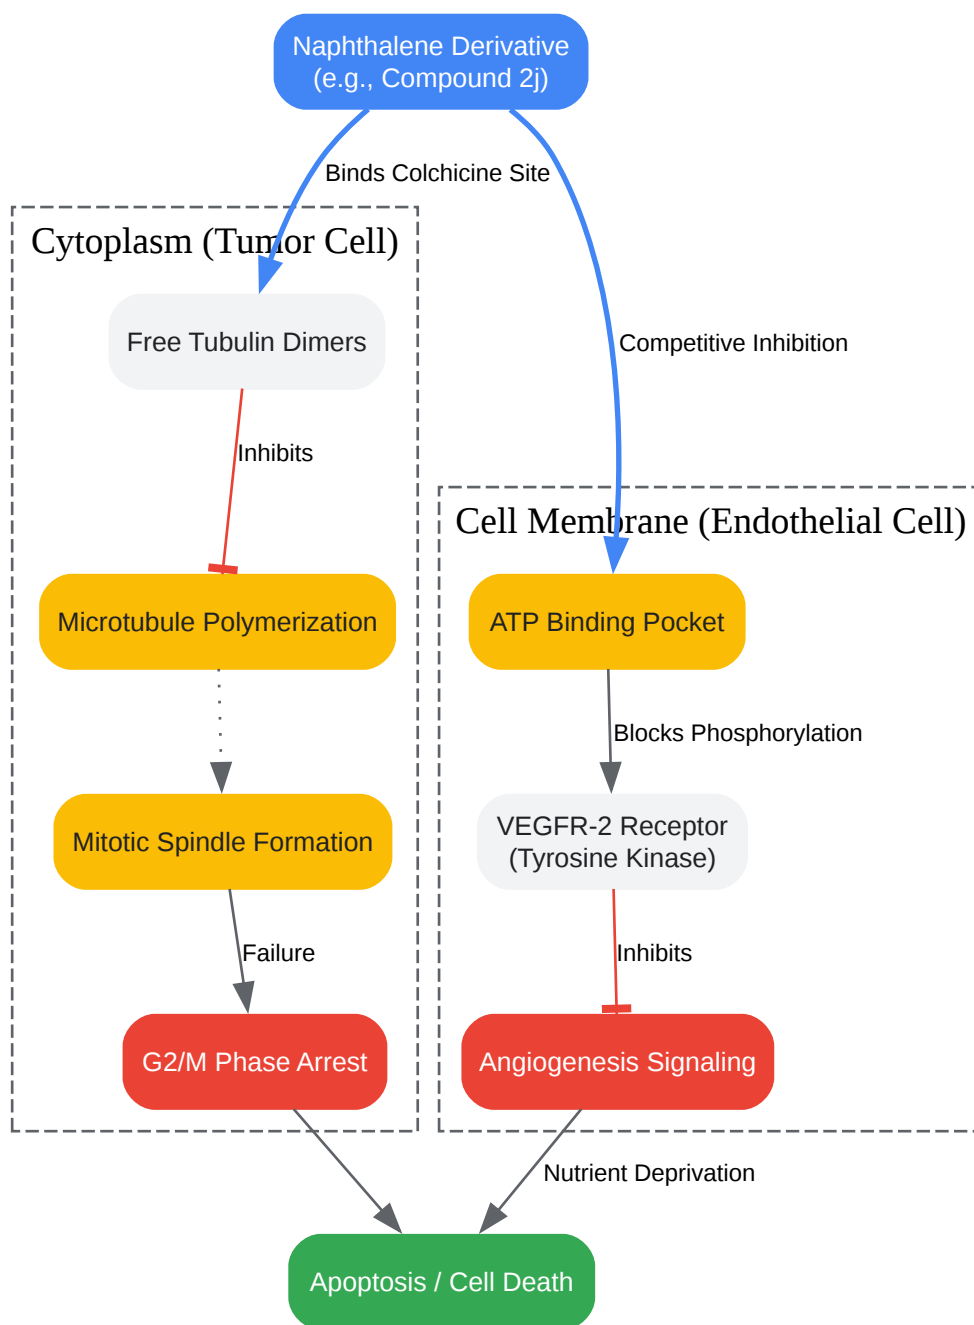 Naphthalene Derivative
(e.g., Compound 2j)
Binds Colchicine Site
Cytoplasm (Tumor Cell)
Free Tubulin Dimers
Competitive Inhibition
Inhibits
Cell Membrane (Endothelial Cell)
Microtubule Polymerization
ATP Binding Pocket
Blocks Phosphorylation
Mitotic Spindle Formation
VEGFR-2 Receptor
(Tyrosine Kinase)
Failure
Inhibits
G2/M Phase Arrest
Angiogenesis Signaling
Nutrient Deprivation
Apoptosis / Cell Death